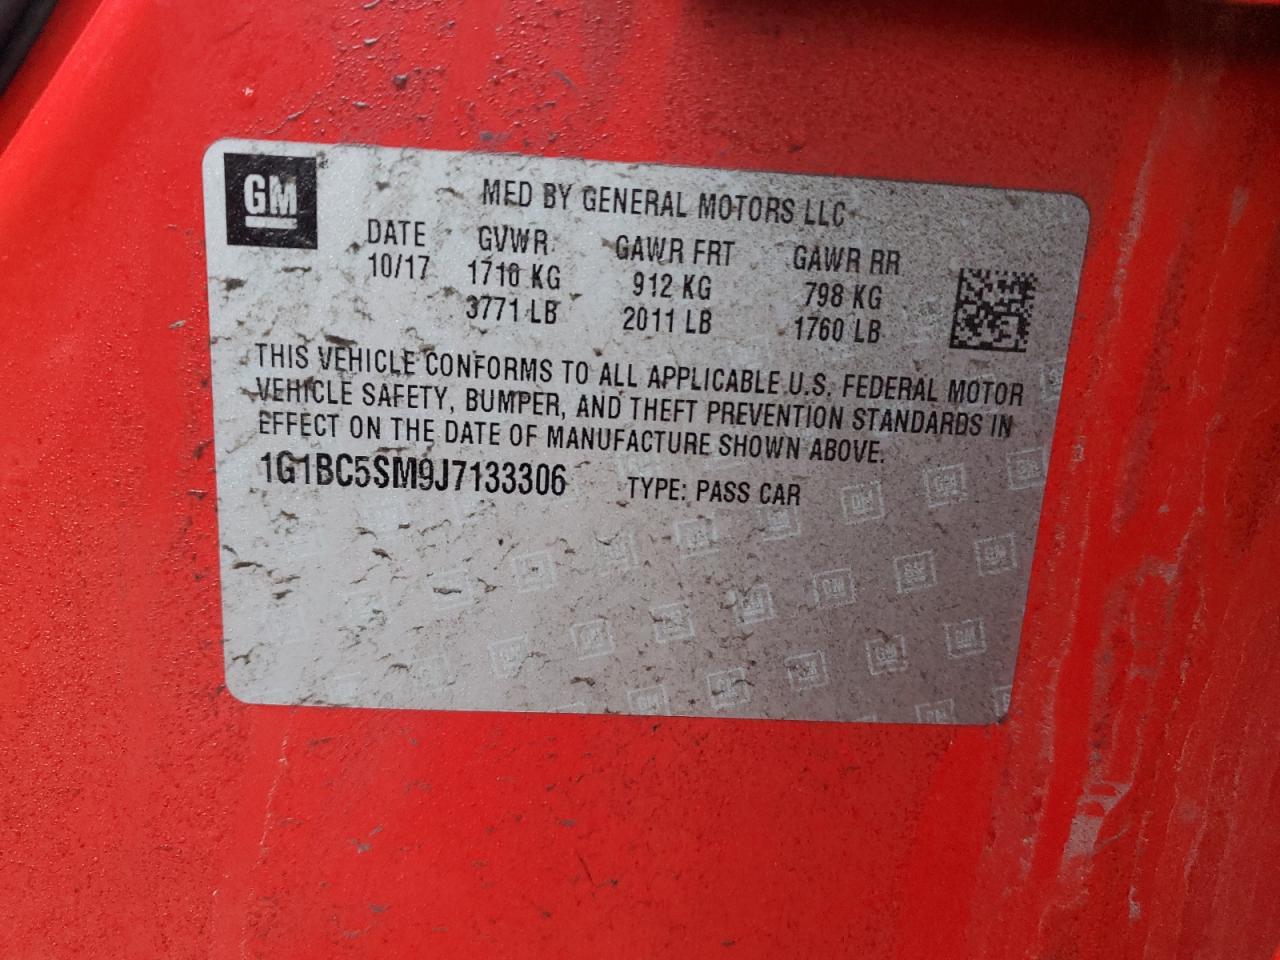 GM
MFD BY GENERAL MOTORS LLC
DATE GVWR GAWR FRT GAWR RR
10/17 1710 KG 912 KG 798 KG
3771 LB 2011 LB 1760 LB
THIS VEHICLE CONFORMS TO ALL APPLICABLE U.S. FEDERAL MOTOR
VEHICLE SAFETY, BUMPER, AND THEFT PREVENTION STANDARDS IN
EFFECT ON THE DATE OF MANUFACTURE SHOWN ABOVE.
1G1BC5SM9J7133306 TYPE: PASS CAR